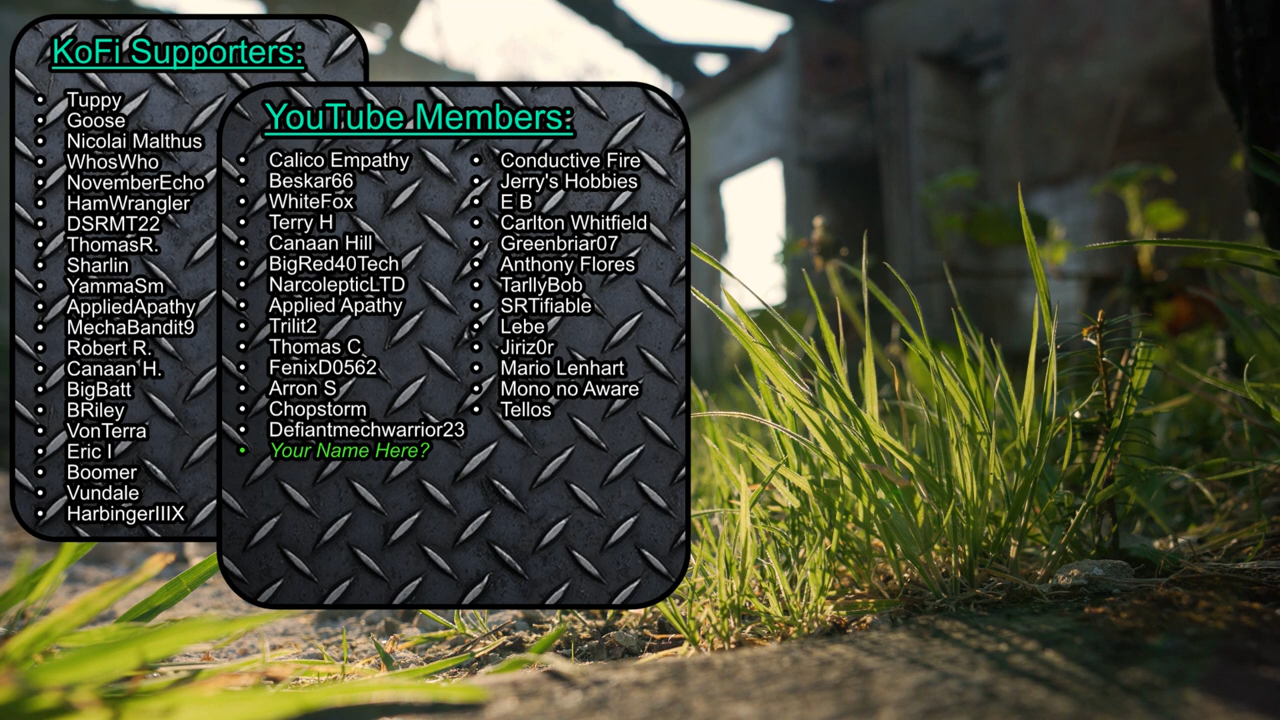 KoFi Supporters:
Tuppy
Goose
Nicolai Malthus
WhosWho
NovemberEcho
HamWrangler
DSRMT22
ThomasR.
Sharlin
YammaSm
AppliedApathy
MechaBandit9
Robert R.
Canaan H.
BigBatt
BRiley
VonTerra
Eric I
Boomer
Vundale
HarbingerIIIX
YouTube Members:
Calico Empathy
Beskar66
WhiteFox
Terry H
Canaan Hill
BigRed40Tech
NarcolepticLTD
Applied Apathy
Trilit2
Thomas C
FenixD0562
Arron S
Chopstorm
Defiantmechwarrior23
Your Name Here?
Conductive Fire
Jerry's Hobbies
E B
Carlton Whitfield
Greenbriar07
Anthony Flores
TarllyBob
SRTifiable
Lebe
Jiriz0r
Mario Lenhart
Mono no Aware
Tellos